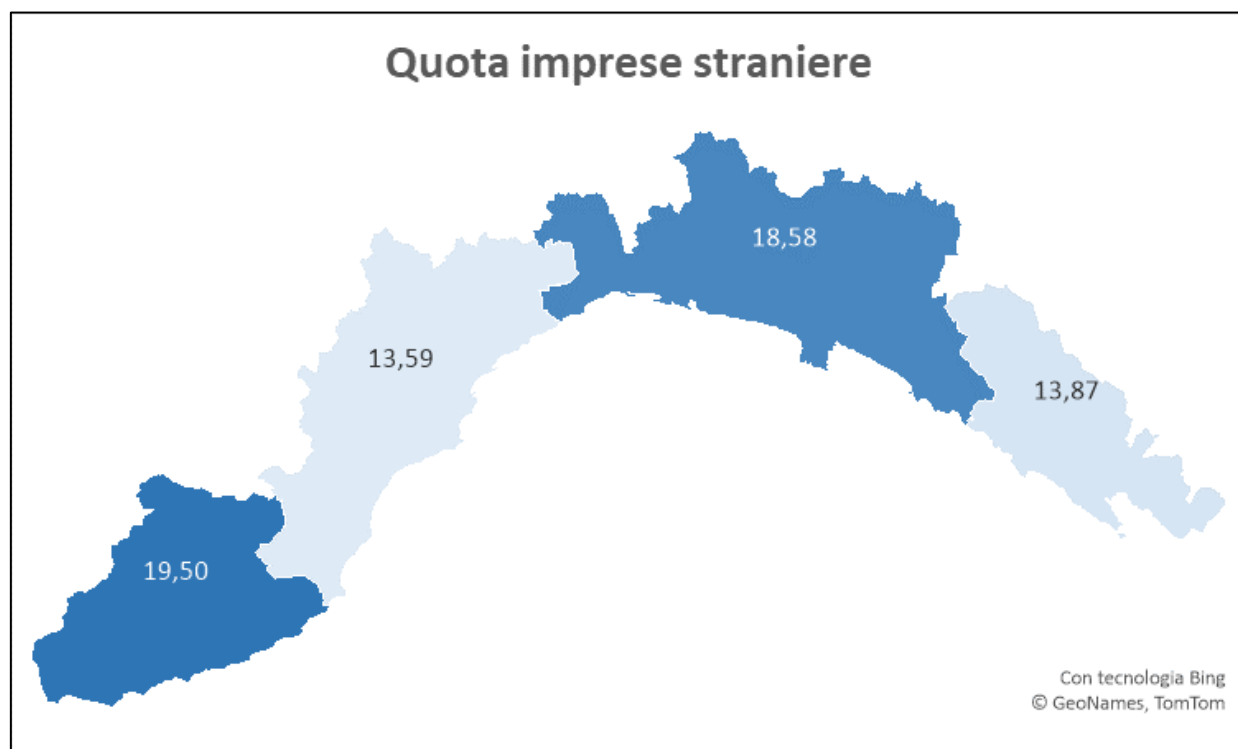 Quota imprese straniere
18,58
13,59
13,87
19,50
Con tecnologia Bing
© GeoNames, TomTom